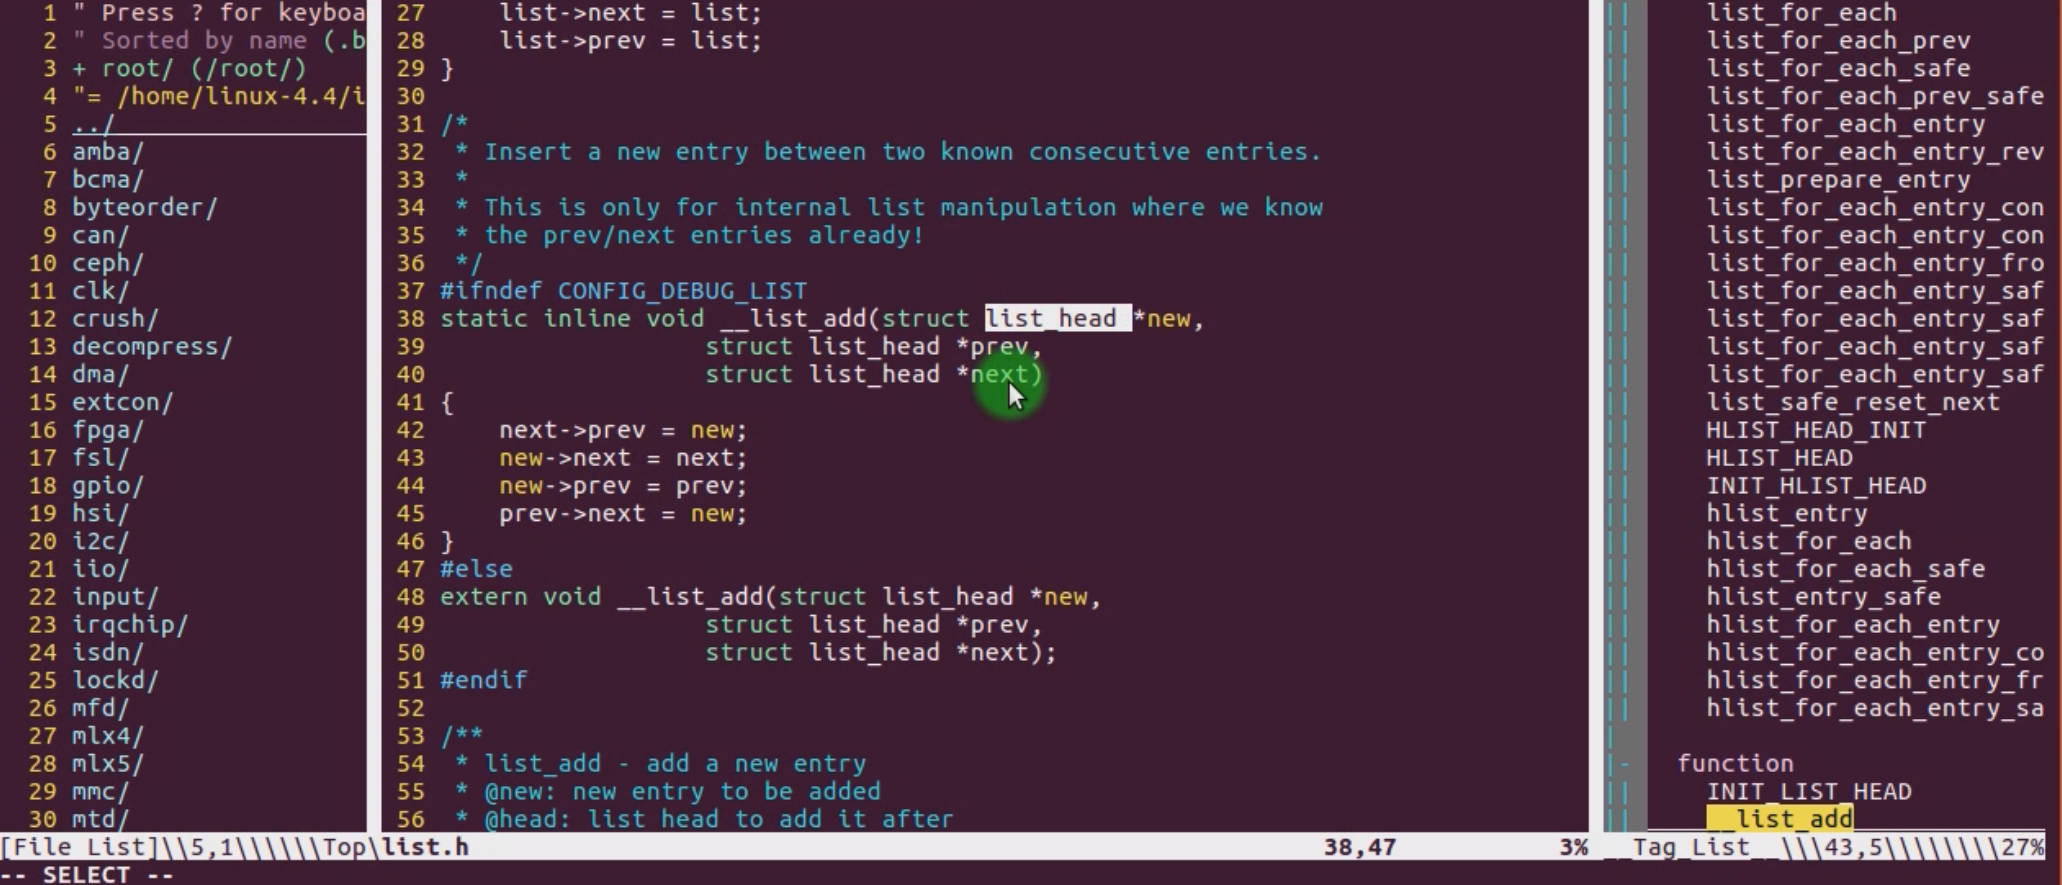 1 " Press ? for keyboa
2 " Sorted by name (.b
3 + root/ (/root/)
4 "= /home/linux-4.4/i
5 ../
6 amba/
7 bcma/
8 byteorder/
9 can/
10 ceph/
11 clk/
12 crush/
13 decompress/
14 dma/
15 extcon/
16 fpga/
17 fsl/
18 gpio/
19 hsi/
20 i2c/
21 iio/
22 input/
23 irqchip/
24 isdn/
25 lockd/
26 mfd/
27 mlx4/
28 mlx5/
29 mmc/
30 mtd/
27     list->next = list;
28     list->prev = list;
29 }
30
31 /*
32  * Insert a new entry between two known consecutive entries.
33  *
34  * This is only for internal list manipulation where we know
35  * the prev/next entries already!
36  */
37 #ifndef CONFIG_DEBUG_LIST
38 static inline void __list_add(struct list_head *new,
39                   struct list_head *prev,
40                   struct list_head *next)
41 {
42     next->prev = new;
43     new->next = next;
44     new->prev = prev;
45     prev->next = new;
46 }
47 #else
48 extern void __list_add(struct list_head *new,
49                   struct list_head *prev,
50                   struct list_head *next);
51 #endif
52
53 /**
54  * list_add - add a new entry
55  * @new: new entry to be added
56  * @head: list head to add it after
||     list_for_each
||     list_for_each_prev
||     list_for_each_safe
||     list_for_each_prev_safe
||     list_for_each_entry
||     list_for_each_entry_rev
||     list_prepare_entry
||     list_for_each_entry_con
||     list_for_each_entry_con
||     list_for_each_entry_fro
||     list_for_each_entry_saf
||     list_for_each_entry_saf
||     list_for_each_entry_saf
||     list_for_each_entry_saf
||     list_safe_reset_next
||     HLIST_HEAD_INIT
||     HLIST_HEAD
||     INIT_HLIST_HEAD
||     hlist_entry
||     hlist_for_each
||     hlist_for_each_safe
||     hlist_entry_safe
||     hlist_for_each_entry
||     hlist_for_each_entry_co
||     hlist_for_each_entry_fr
||     hlist_for_each_entry_sa
|
|-   function
||     INIT_LIST_HEAD
||     __list_add
[File List]\\5,1\\\\\\Top\list.h 38,47 3% __Tag_List__\\\43,5\\\\\\\\27%
-- SELECT --